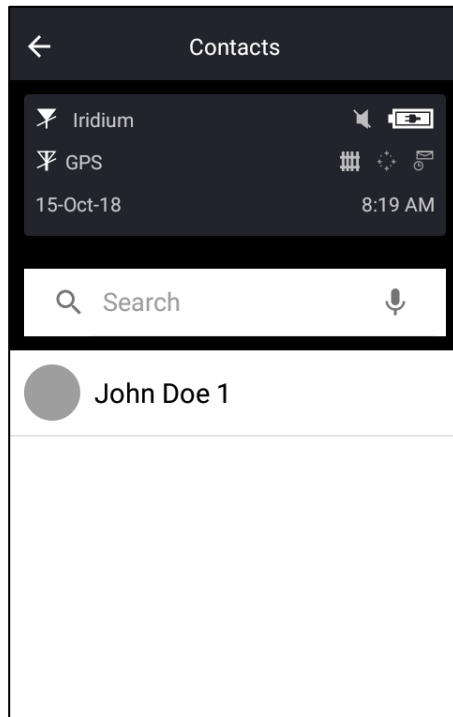 Contacts
Iridium
GPS
15-Oct-18 8:19 AM
Search
John Doe 1